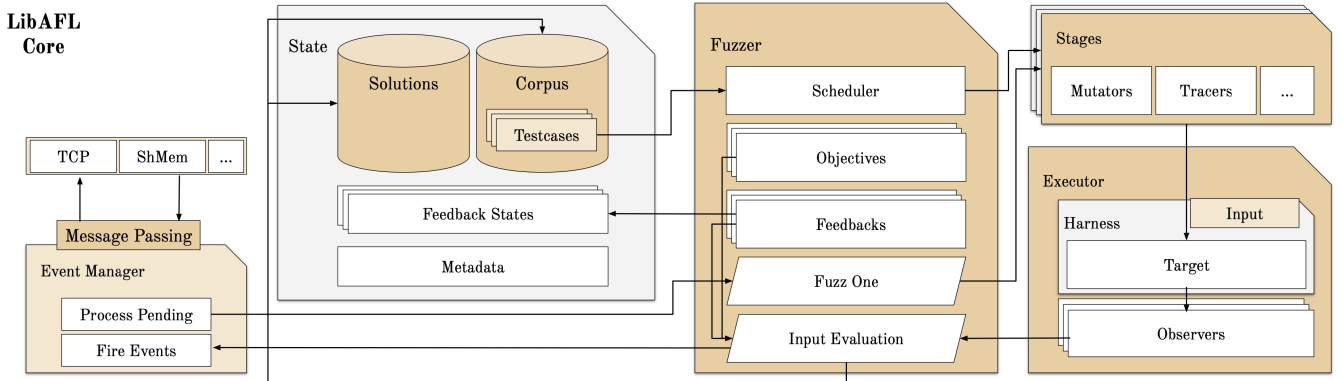 LibAFL
Core
TCP
ShMem
...
Message Passing
Event Manager
Process Pending
Fire Events
State
Solutions
Corpus
Testcases
Feedback States
Metadata
Fuzzer
Scheduler
Objectives
Feedbacks
Fuzz One
Input Evaluation
Stages
Mutators
Tracers
...
Executor
Input
Harness
Target
Observers